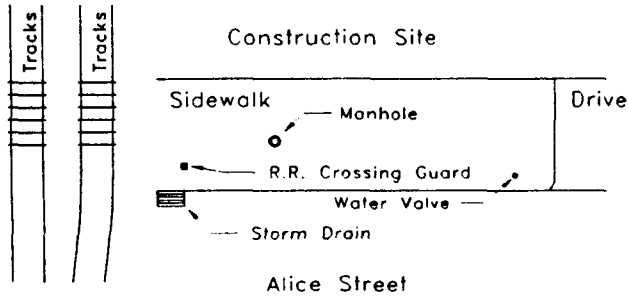 Tracks
Tracks
Construction Site
Sidewalk
Drive
Manhole
R.R. Crossing Guard
Water Valve
Storm Drain
Alice Street